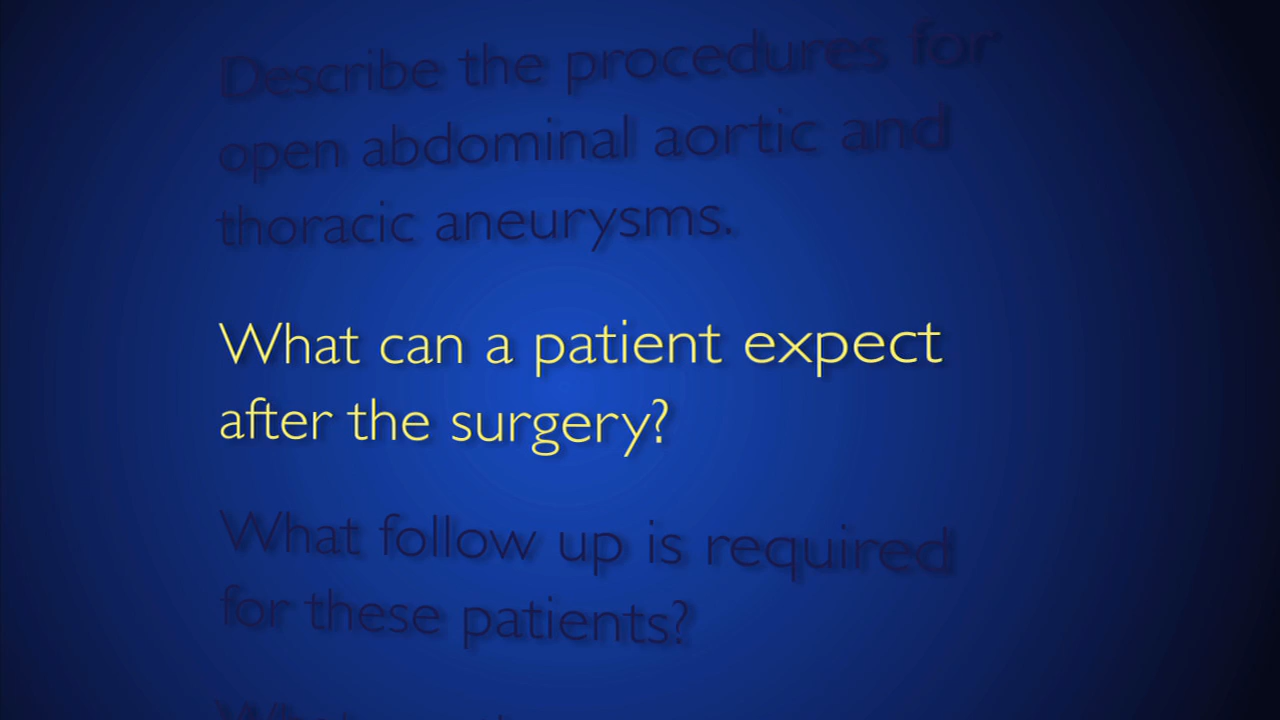 Describe the procedures for
open abdominal aortic and
thoracic aneurysms.
What can a patient expect
after the surgery?
What follow up is required
for these patients?
What